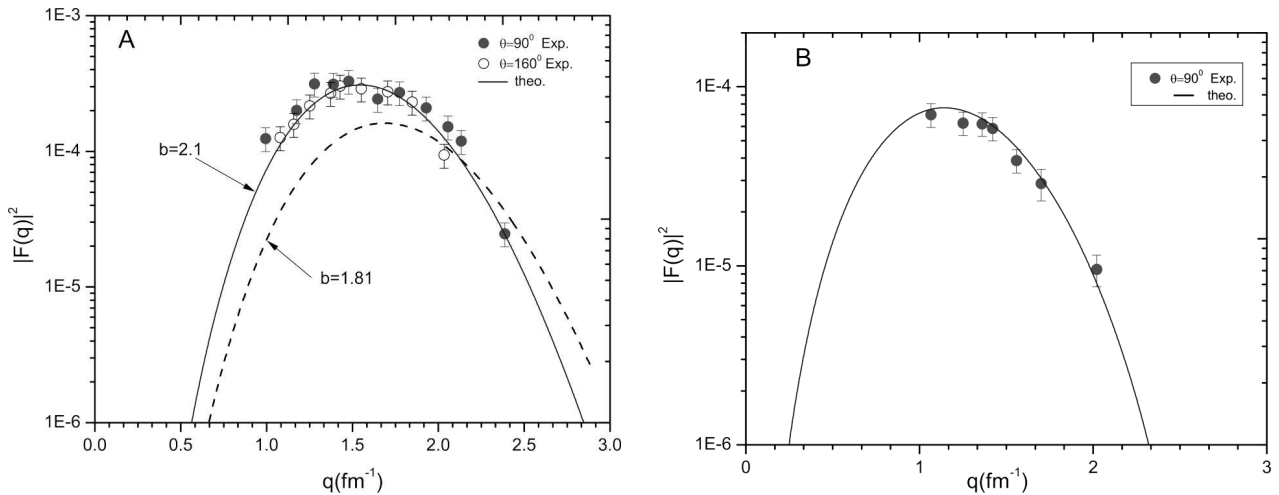 A
θ=90⁰ Exp.
θ=160⁰ Exp.
theo.
b=2.1
b=1.81
|F(q)|²
1E-3
1E-4
1E-5
1E-6
0.0 0.5 1.0 1.5 2.0 2.5 3.0
q(fm⁻¹)
B
θ=90⁰ Exp.
theo.
|F(q)|²
1E-4
1E-5
1E-6
0 1 2 3
q(fm⁻¹)